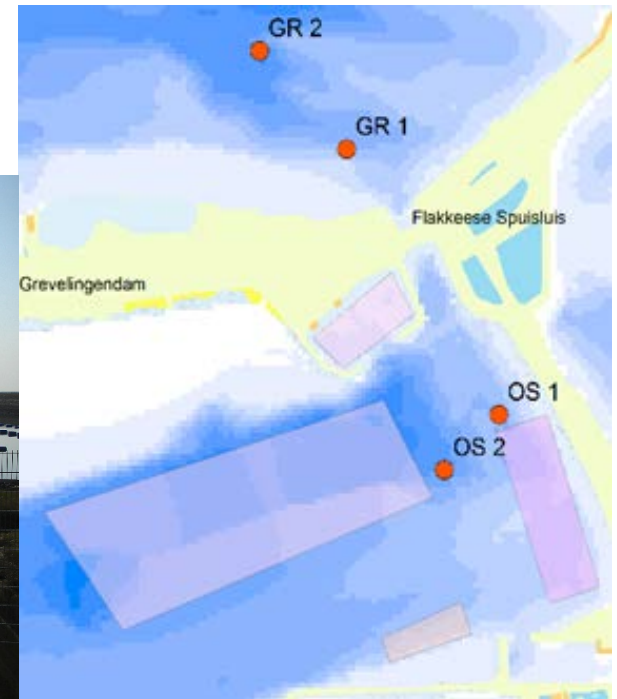 GR 2
GR 1
Flakkeese Spuisluis
Grevelingendam
OS 1
OS 2